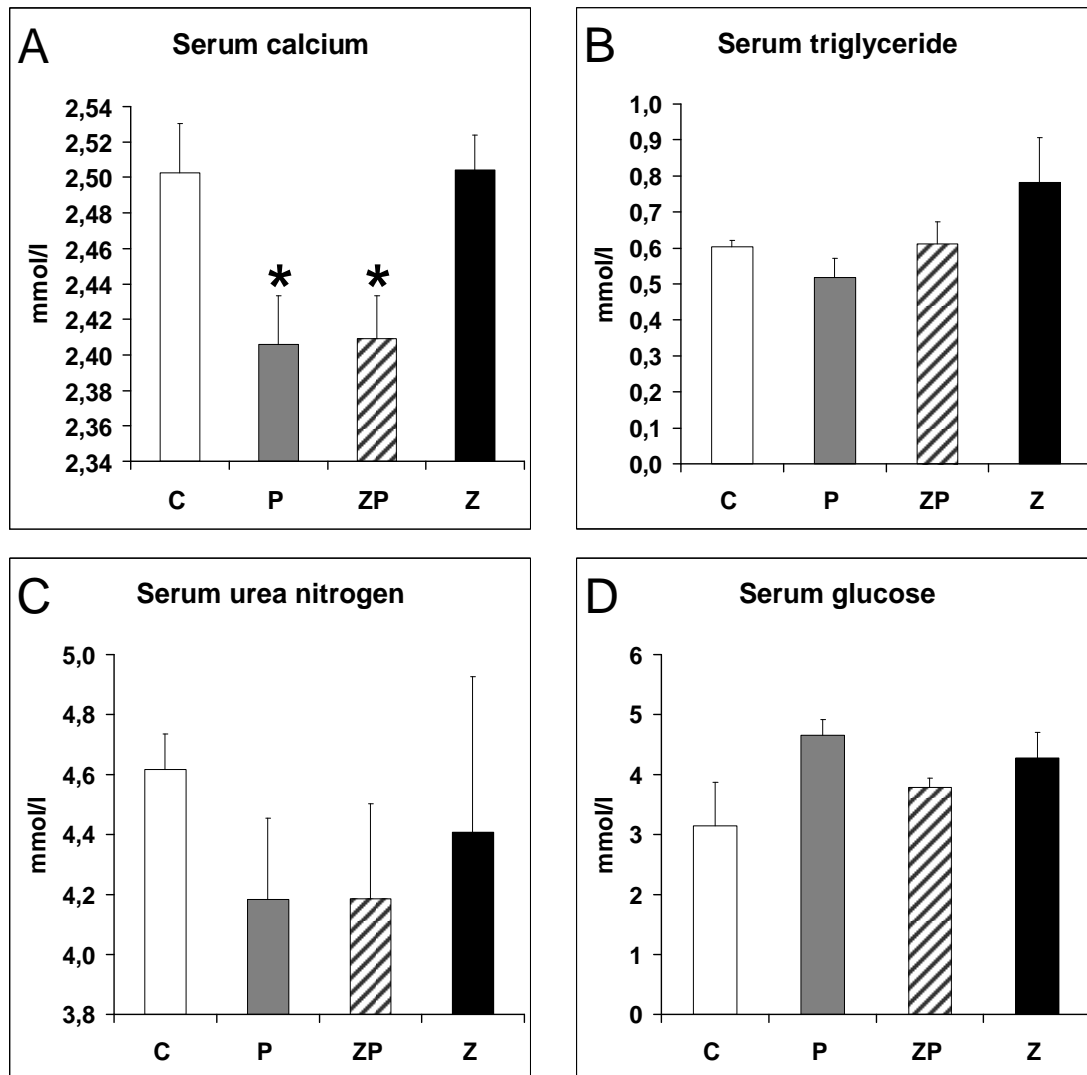 A
Serum calcium
2,54
2,52
2,50
2,48
2,46
2,44
2,42
2,40
2,38
2,36
2,34
mmol/l
* *
C P ZP Z
B
Serum triglyceride
1,0
0,9
0,8
0,7
0,6
0,5
0,4
0,3
0,2
0,1
0,0
mmol/l
C P ZP Z
C
Serum urea nitrogen
5,0
4,8
4,6
4,4
4,2
4,0
3,8
mmol/l
C P ZP Z
D
Serum glucose
6
5
4
3
2
1
0
mmol/l
C P ZP Z